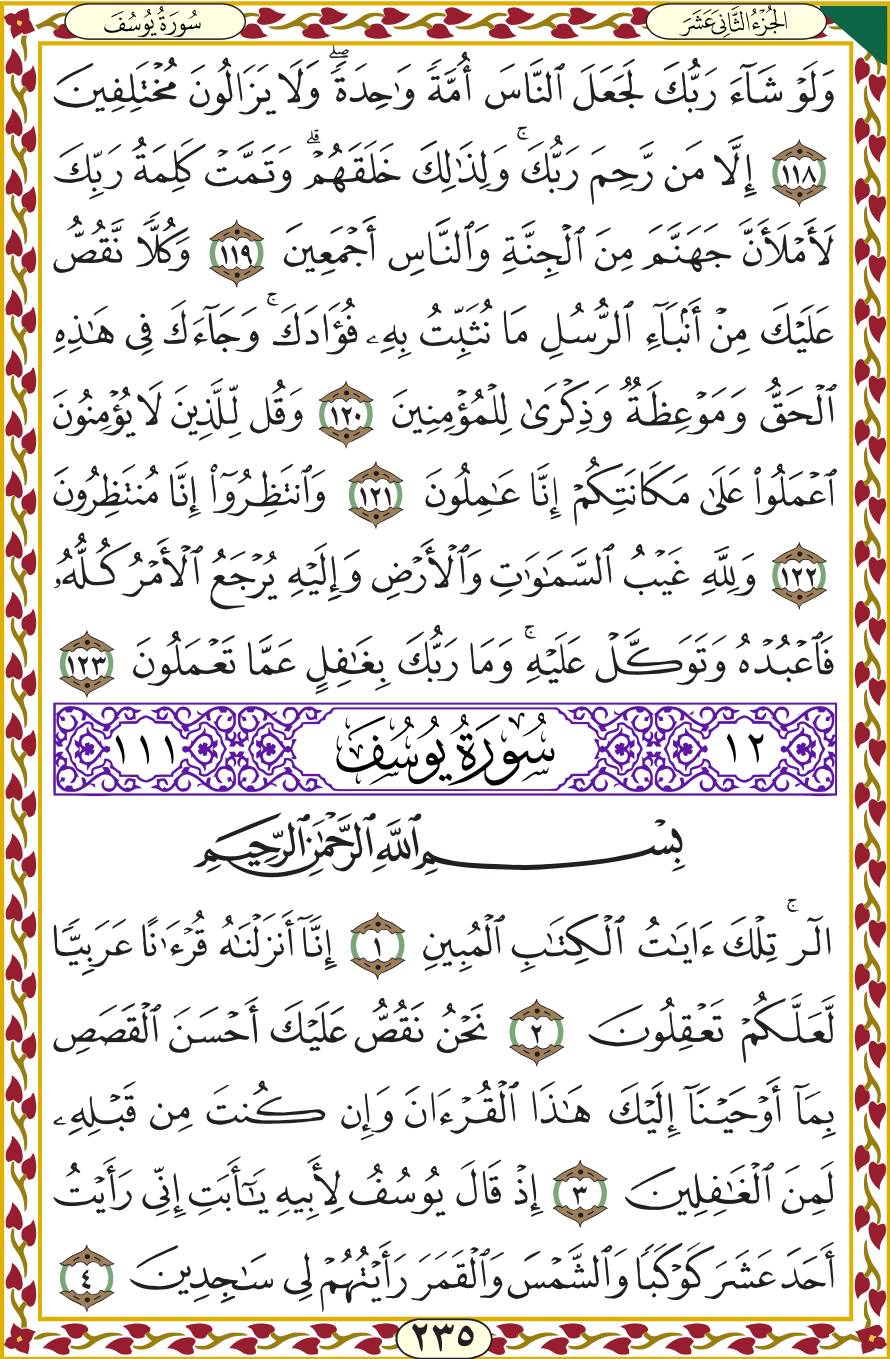 الجُزْءُ الثَّانِي عَشَرَ
سُورَةُ يُوسُفَ
وَلَوۡ شَآءَ رَبُّكَ لَجَعَلَ ٱلنَّاسَ أُمَّةٗ وَٰحِدَةٗۖ وَلَا يَزَالُونَ مُخۡتَلِفِينَ
١١٨ إِلَّا مَن رَّحِمَ رَبُّكَۚ وَلِذَٰلِكَ خَلَقَهُمۡۗ وَتَمَّتۡ كَلِمَةُ رَبِّكَ
لَأَمۡلَأَنَّ جَهَنَّمَ مِنَ ٱلۡجِنَّةِ وَٱلنَّاسِ أَجۡمَعِينَ ١١٩ وَكُلّٗا نَّقُصُّ
عَلَيۡكَ مِنۡ أَنۢبَآءِ ٱلرُّسُلِ مَا نُثَبِّتُ بِهِۦ فُؤَادَكَۚ وَجَآءَكَ فِي هَٰذِهِ
ٱلۡحَقُّ وَمَوۡعِظَةٞ وَذِكۡرَىٰ لِلۡمُؤۡمِنِينَ ١٢٠ وَقُل لِّلَّذِينَ لَا يُؤۡمِنُونَ
ٱعۡمَلُواْ عَلَىٰ مَكَانَتِكُمۡ إِنَّا عَٰمِلُونَ ١٢١ وَٱنتَظِرُوٓاْ إِنَّا مُنتَظِرُونَ
١٢٢ وَلِلَّهِ غَيۡبُ ٱلسَّمَٰوَٰتِ وَٱلۡأَرۡضِ وَإِلَيۡهِ يُرۡجَعُ ٱلۡأَمۡرُ كُلُّهُۥ
فَٱعۡبُدۡهُ وَتَوَكَّلۡ عَلَيۡهِۚ وَمَا رَبُّكَ بِغَٰفِلٍ عَمَّا تَعۡمَلُونَ ١٢٣
١٢ سُورَةُ يُوسُفَ ١١١
بِسۡمِ ٱللَّهِ ٱلرَّحۡمَٰنِ ٱلرَّحِيمِ
الٓرۚ تِلۡكَ ءَايَٰتُ ٱلۡكِتَٰبِ ٱلۡمُبِينِ ١ إِنَّآ أَنزَلۡنَٰهُ قُرۡءَٰنًا عَرَبِيّٗا
لَّعَلَّكُمۡ تَعۡقِلُونَ ٢ نَحۡنُ نَقُصُّ عَلَيۡكَ أَحۡسَنَ ٱلۡقَصَصِ
بِمَآ أَوۡحَيۡنَآ إِلَيۡكَ هَٰذَا ٱلۡقُرۡءَانَ وَإِن كُنتَ مِن قَبۡلِهِۦ
لَمِنَ ٱلۡغَٰفِلِينَ ٣ إِذۡ قَالَ يُوسُفُ لِأَبِيهِ يَٰٓأَبَتِ إِنِّي رَأَيۡتُ
أَحَدَ عَشَرَ كَوۡكَبٗا وَٱلشَّمۡسَ وَٱلۡقَمَرَ رَأَيۡتُهُمۡ لِي سَٰجِدِينَ ٤
٢٣٥